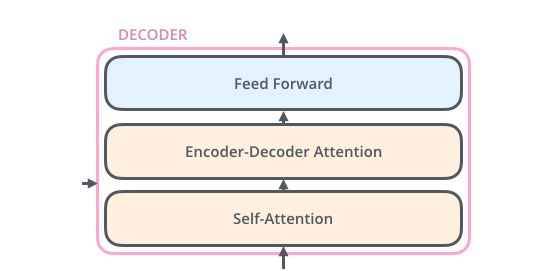 DECODER
Feed Forward
Encoder-Decoder Attention
Self-Attention